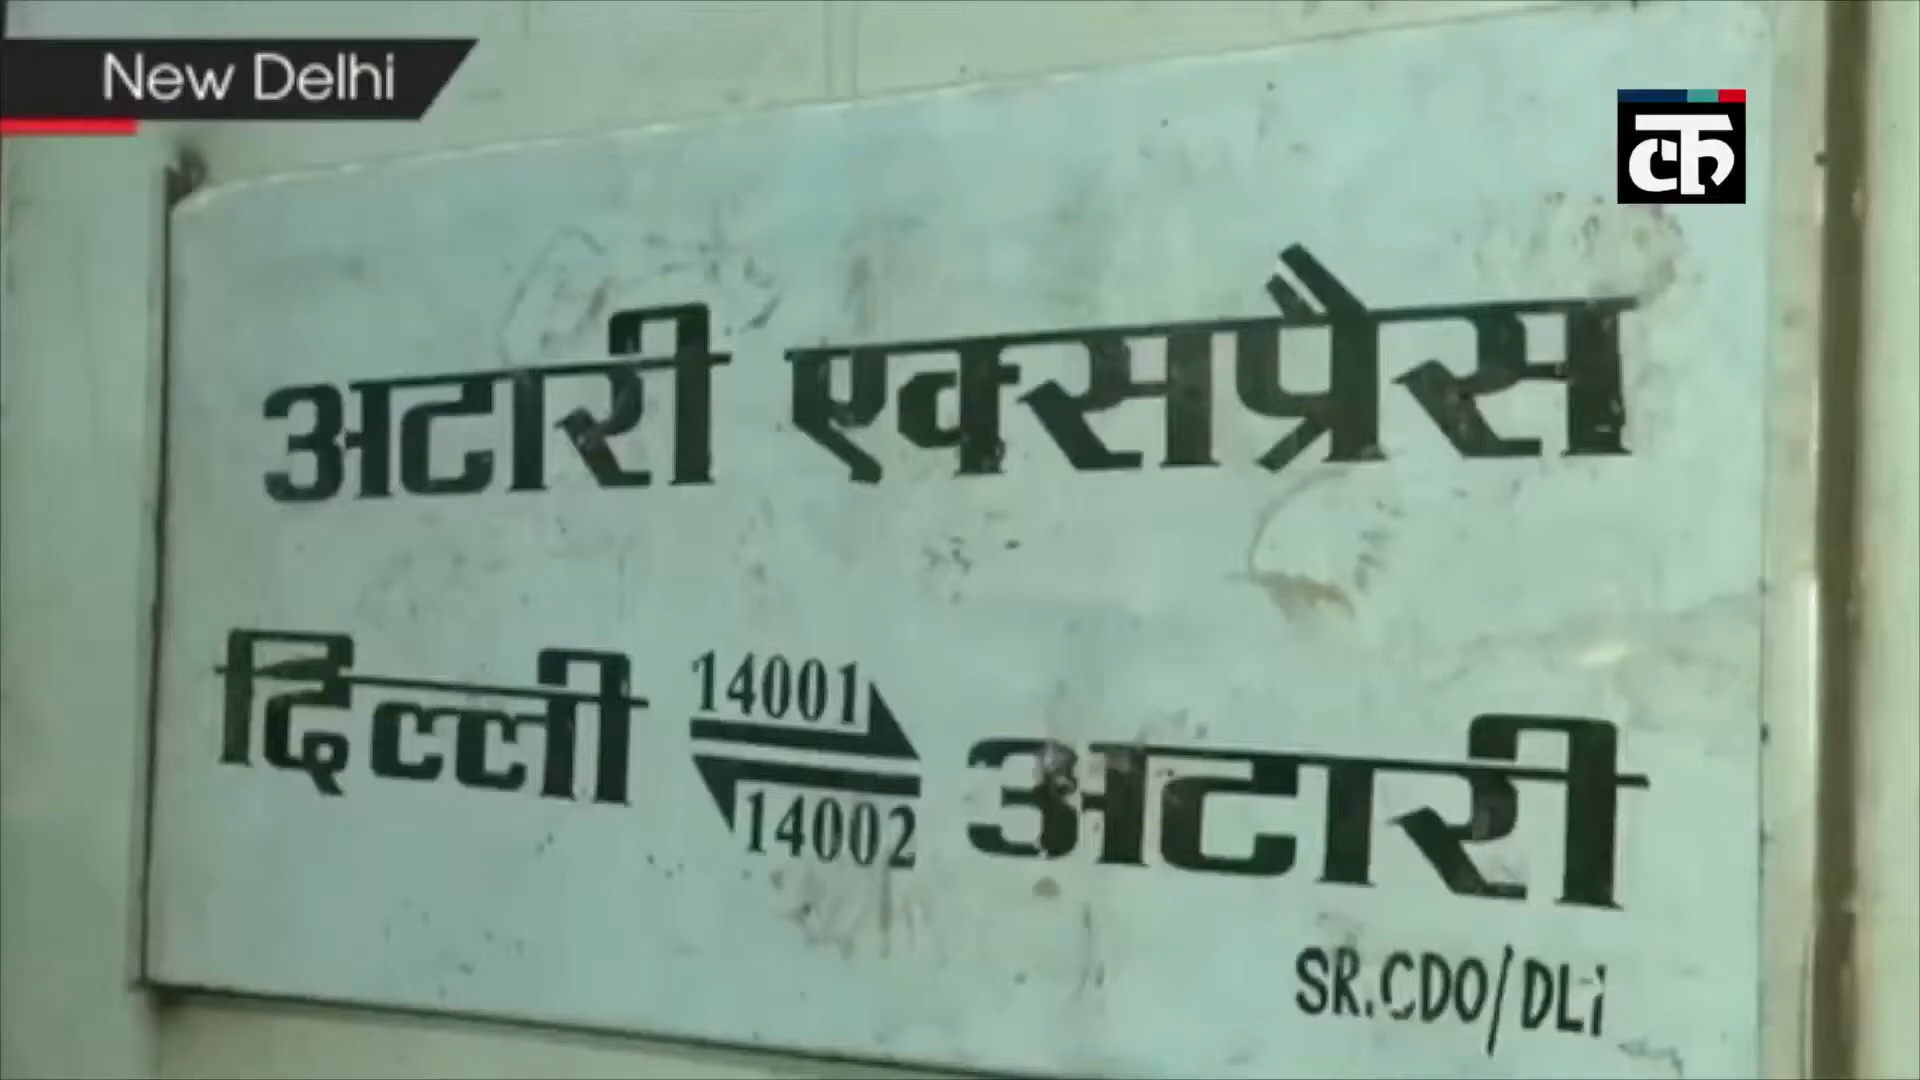 New Delhi
क
अटारी एक्सप्रैस
दिल्ली 14001 अटारी
14002
SR.CDO/DLI